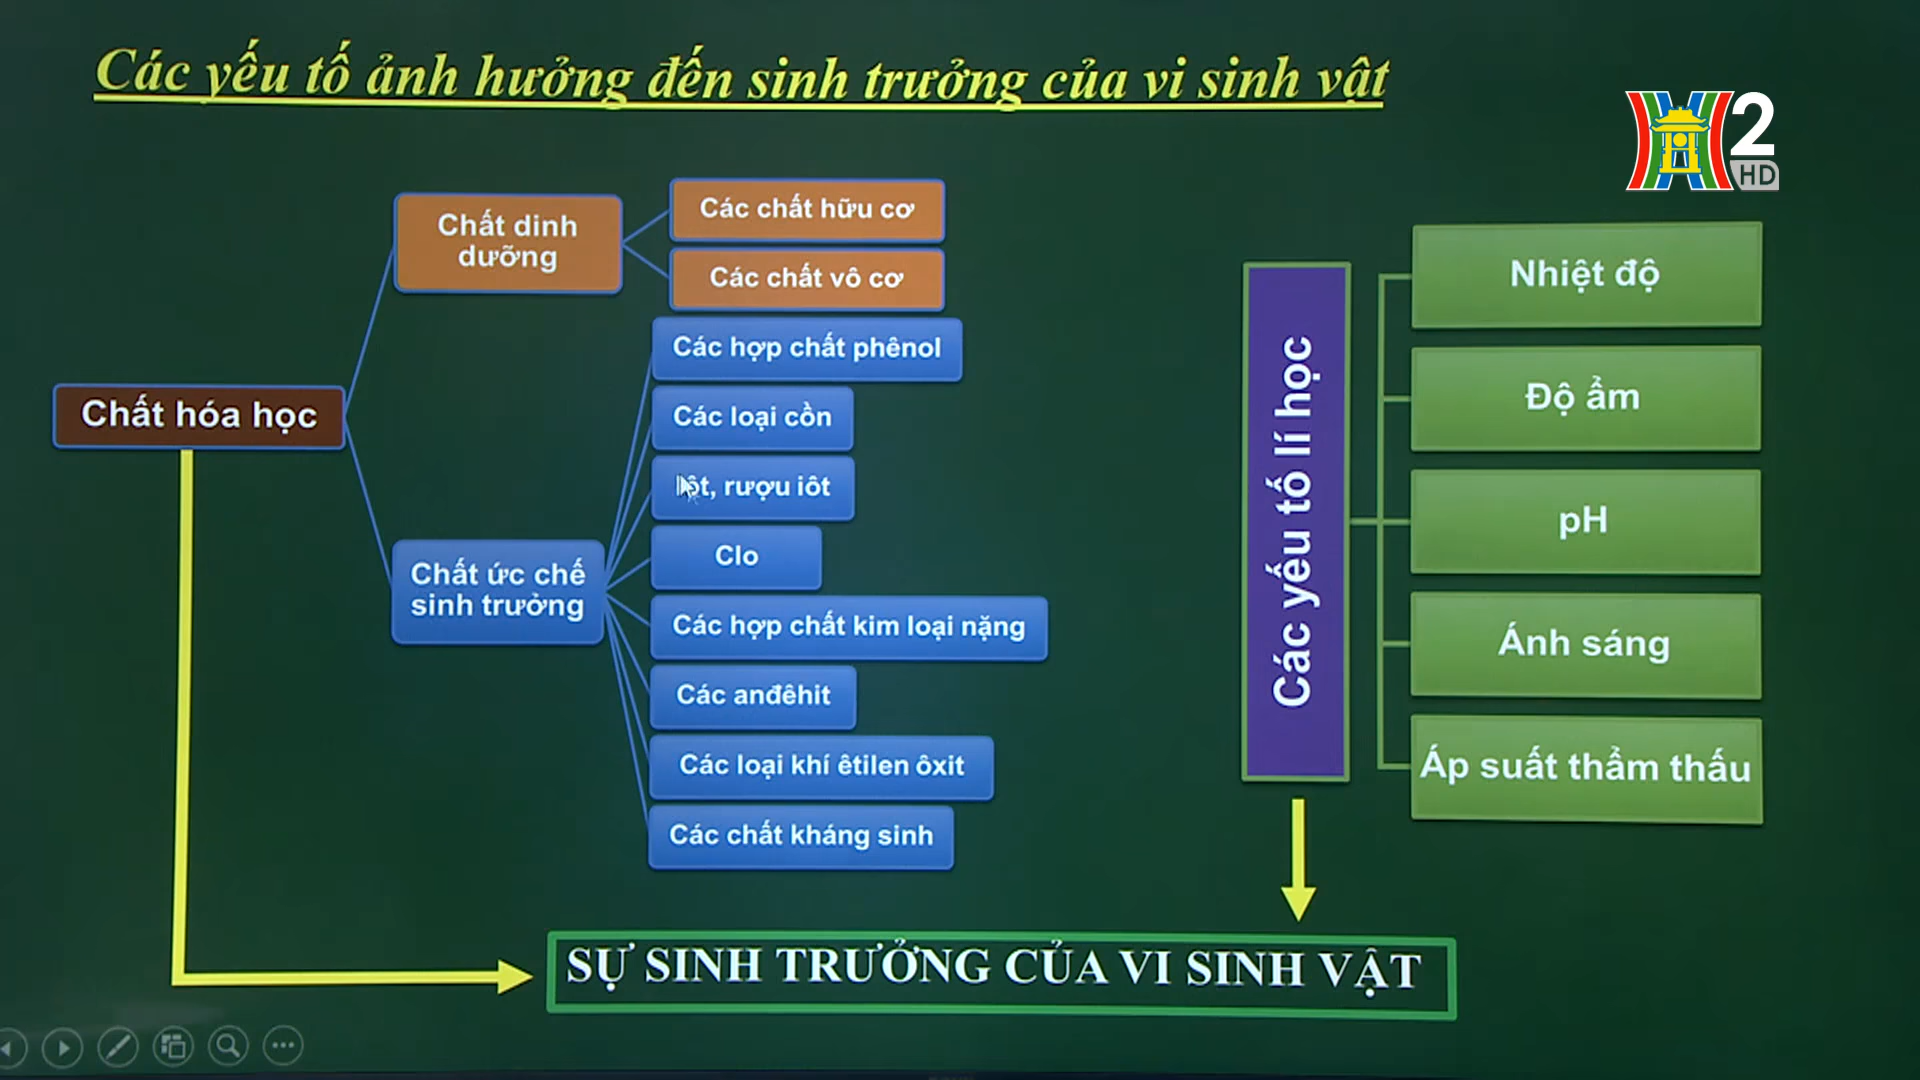 Các yếu tố ảnh hưởng đến sinh trưởng của vi sinh vật
2
HD
Chất hóa học
Chất dinh
dưỡng
Các chất hữu cơ
Các chất vô cơ
Chất ức chế
sinh trưởng
Các hợp chất phênol
Các loại cồn
Iôt, rượu iôt
Clo
Các hợp chất kim loại nặng
Các anđêhit
Các loại khí êtilen ôxit
Các chất kháng sinh
Các yếu tố lí học
Nhiệt độ
Độ ẩm
pH
Ánh sáng
Áp suất thẩm thấu
SỰ SINH TRƯỞNG CỦA VI SINH VẬT